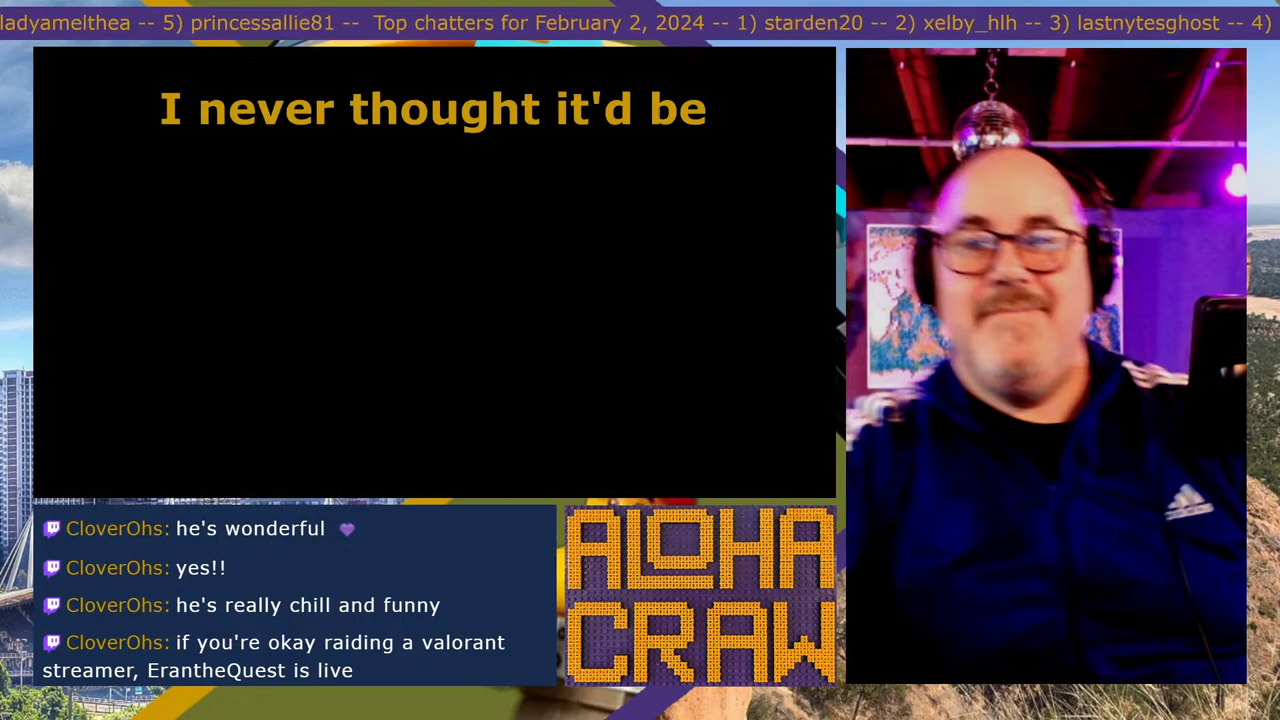 ladyamelthea -- 5) princessallie81 -- Top chatters for February 2, 2024 -- 1) starden20 -- 2) xelby_hlh -- 3) lastnytesghost -- 4)
I never thought it'd be
CloverOhs: he's wonderful
CloverOhs: yes!!
CloverOhs: he's really chill and funny
CloverOhs: if you're okay raiding a valorant
streamer, ErantheQuest is live
ALOHA
CRAW